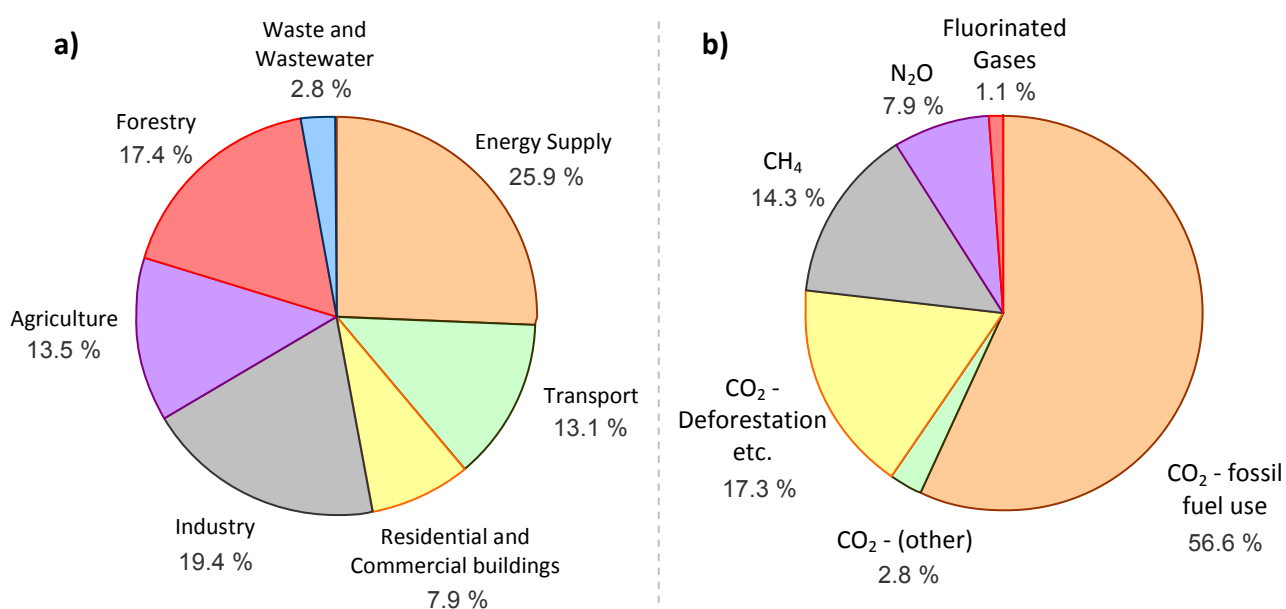 a)
Waste and
Wastewater
2.8 %
Energy Supply
25.9 %
Transport
13.1 %
Residential and
Commercial buildings
7.9 %
Industry
19.4 %
Agriculture
13.5 %
Forestry
17.4 %
b)
Fluorinated
Gases
1.1 %
CO₂ - fossil
fuel use
56.6 %
CO₂ - (other)
2.8 %
CO₂ -
Deforestation
etc.
17.3 %
CH₄
14.3 %
N₂O
7.9 %